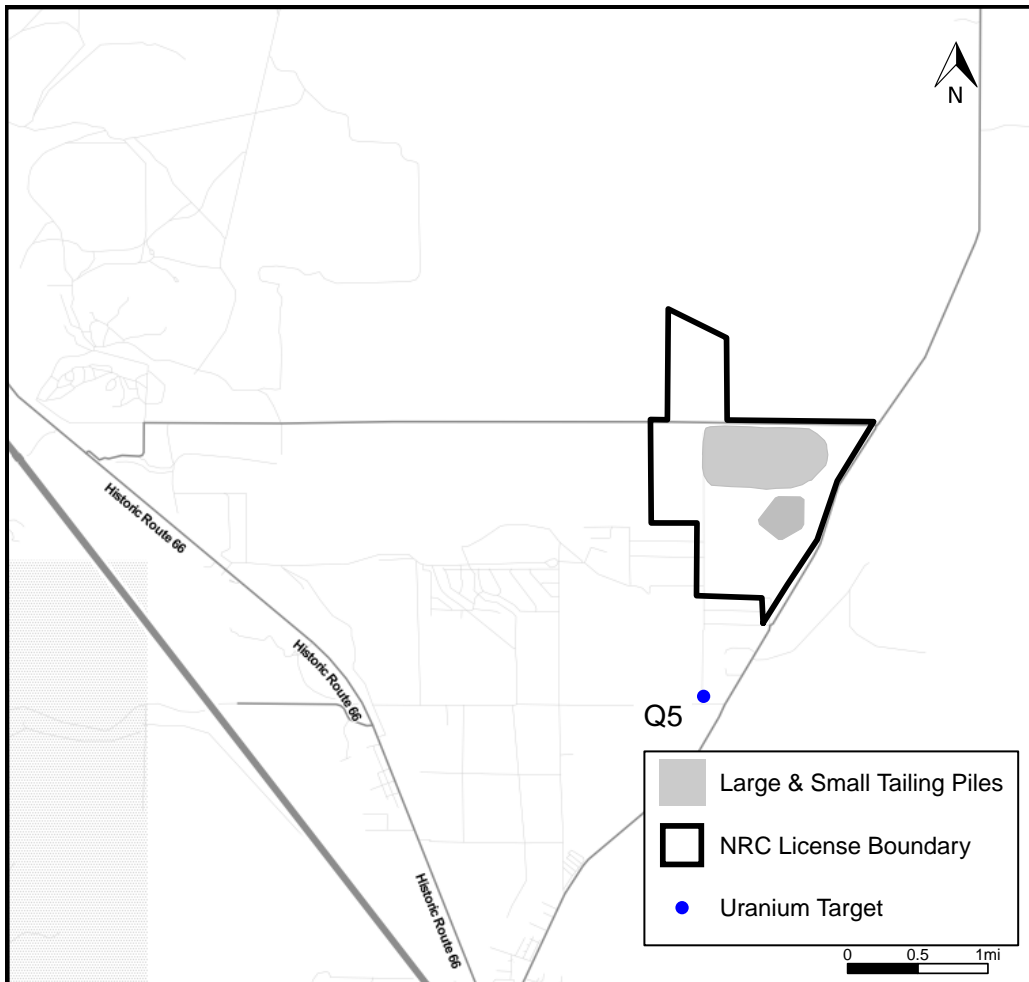 N
Historic Route 66
Historic Route 66
Q5
Large & Small Tailing Piles
NRC License Boundary
Uranium Target
Historic Route 66
0 0.5 1mi